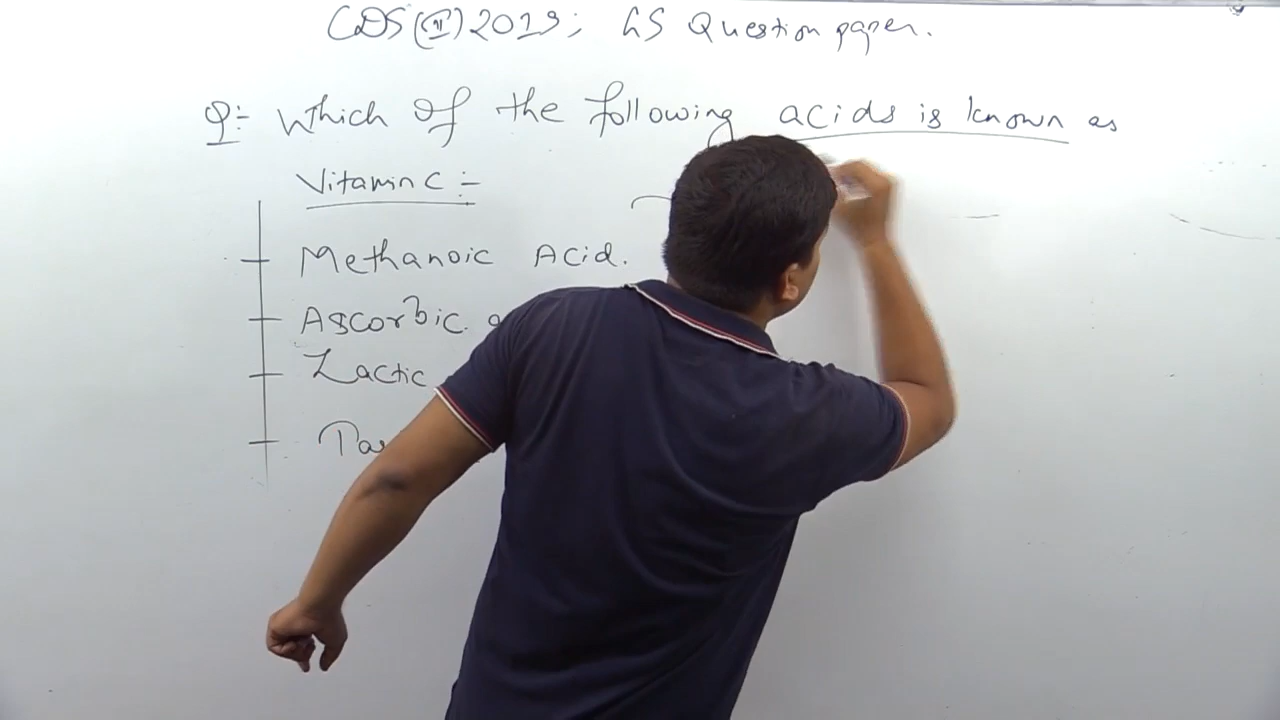 CDS (II) 2019; GS Question paper.
Q:- Which of the following acids is known as
Vitamin C :-
Methanoic Acid.
Ascorbic
Lactic